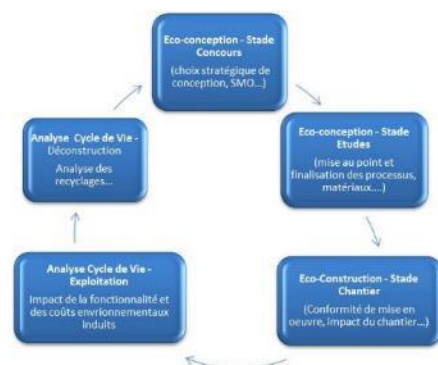 Eco-conception - Stade
Concours
(choix stratégique de
conception, SMO...)
Eco-conception - Stade
Etudes
(mise au point et
finalisation des processus,
matériaux....)
Eco-Construction - Stade
Chantier
(Conformité de mise en
oeuvre, impact du chantier...)
Analyse Cycle de Vie -
Exploitation
Impact de la fonctionnalité et
des coûts envrionnementaux
induits
Analyse Cycle de Vie -
Déconstruction
Analyse des
recyclages...